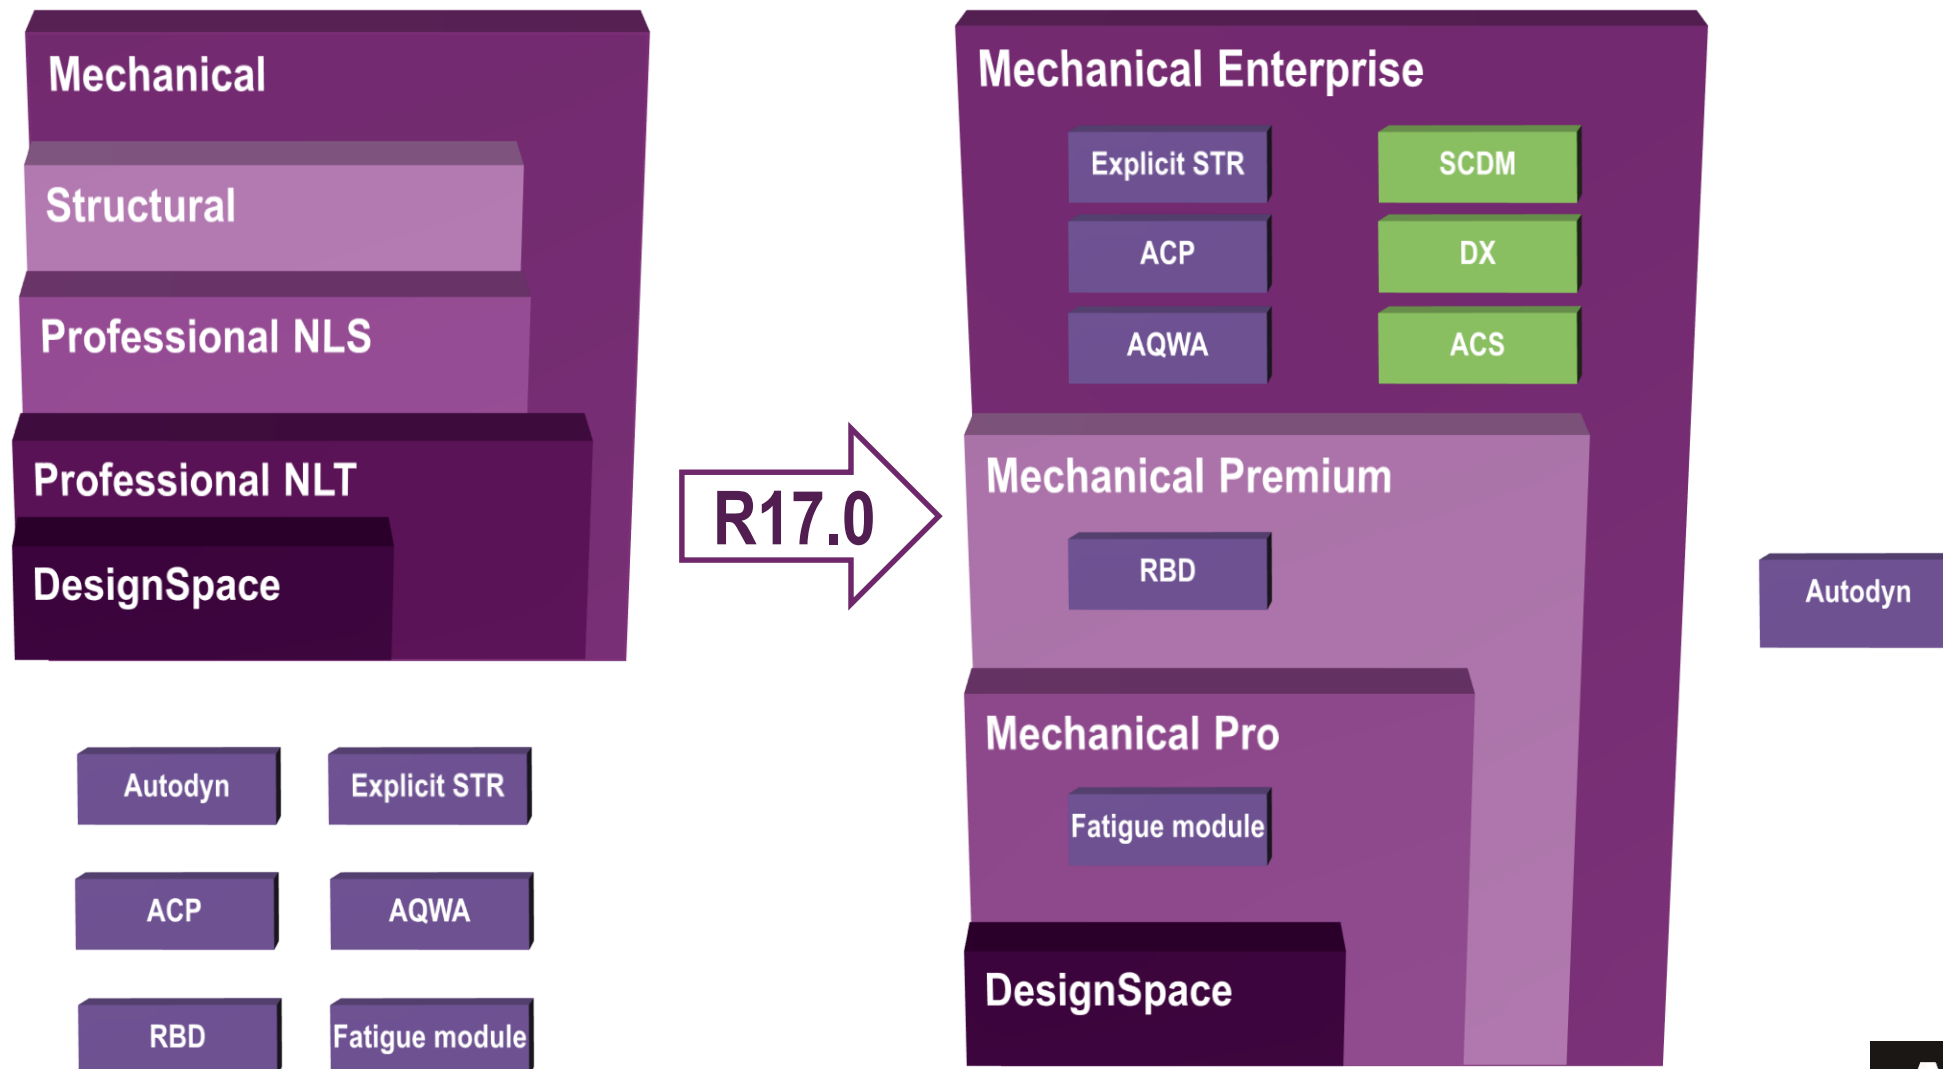 Mechanical
Structural
Professional NLS
Professional NLT
DesignSpace
Autodyn
Explicit STR
ACP
AQWA
RBD
Fatigue module
R17.0
Mechanical Enterprise
Explicit STR
SCDM
ACP
DX
AQWA
ACS
Mechanical Premium
RBD
Mechanical Pro
Fatigue module
DesignSpace
Autodyn